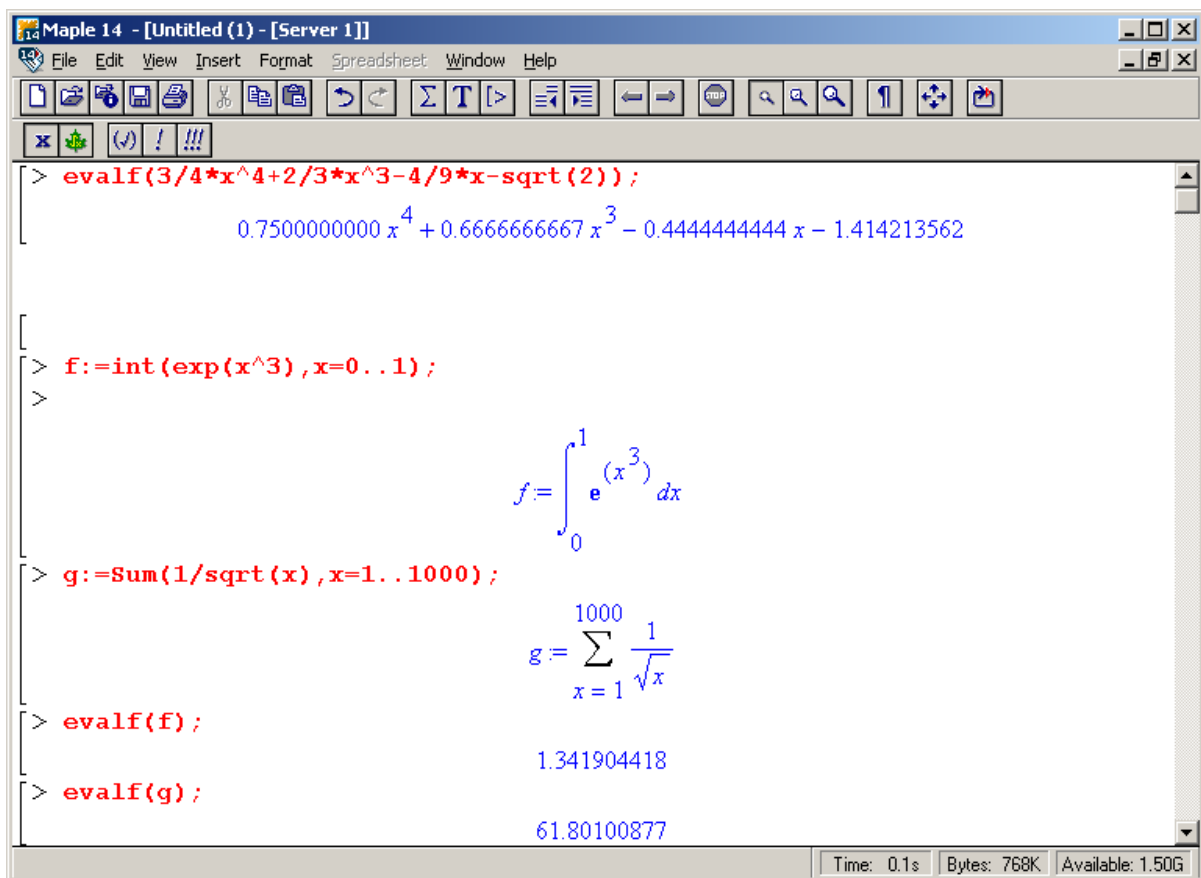 Maple 14 - [Untitled (1) - [Server 1]]
File Edit View Insert Format Spreadsheet Window Help
Σ T [>
x (√) ! !!!
> evalf(3/4*x^4+2/3*x^3-4/9*x-sqrt(2));
0.7500000000 x^4 + 0.6666666667 x^3 − 0.4444444444 x − 1.414213562
> f:=int(exp(x^3),x=0..1);
>
f := ∫_0^1 e^(x^3) dx
> g:=Sum(1/sqrt(x),x=1..1000);
g := ∑_{x = 1}^{1000} 1/√x
> evalf(f);
1.341904418
> evalf(g);
61.80100877
Time: 0.1s Bytes: 768K Available: 1.50G